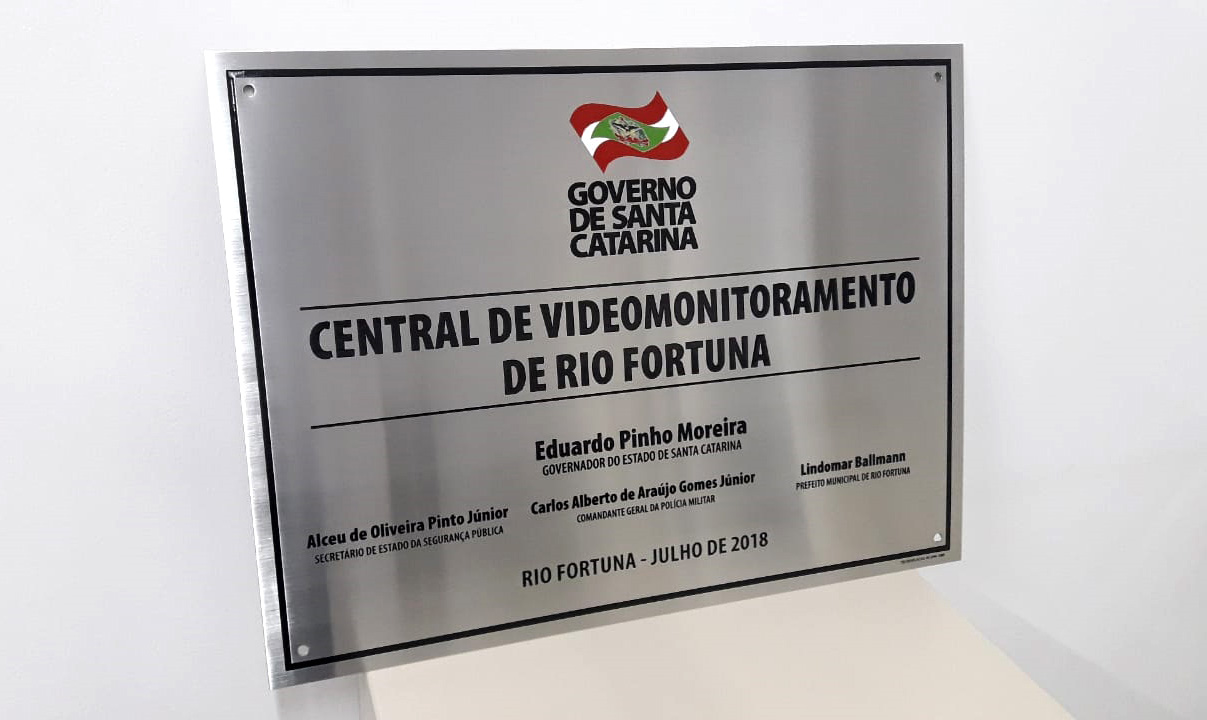 GOVERNO
DE SANTA
CATARINA
CENTRAL DE VIDEOMONITORAMENTO
DE RIO FORTUNA
Eduardo Pinho Moreira
GOVERNADOR DO ESTADO DE SANTA CATARINA
Alceu de Oliveira Pinto Júnior
SECRETÁRIO DE ESTADO DA SEGURANÇA PÚBLICA
Carlos Alberto de Araújo Gomes Júnior
COMANDANTE GERAL DA POLÍCIA MILITAR
Lindomar Ballmann
PREFEITO MUNICIPAL DE RIO FORTUNA
RIO FORTUNA - JULHO DE 2018